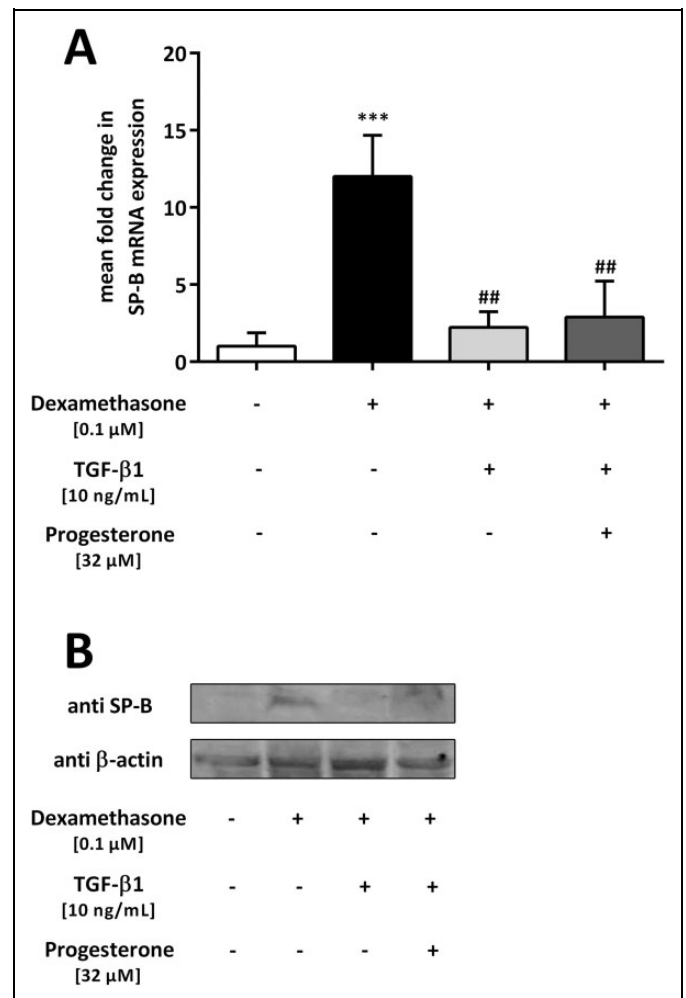 A
mean fold change in
SP-B mRNA expression
20
15
10
5
0
***
##
##
Dexamethasone - + + +
[0.1 µM]
TGF-β1 - - + +
[10 ng/mL]
Progesterone - - - +
[32 µM]
B
anti SP-B
anti β-actin
Dexamethasone - + + +
[0.1 µM]
TGF-β1 - - + +
[10 ng/mL]
Progesterone - - - +
[32 µM]